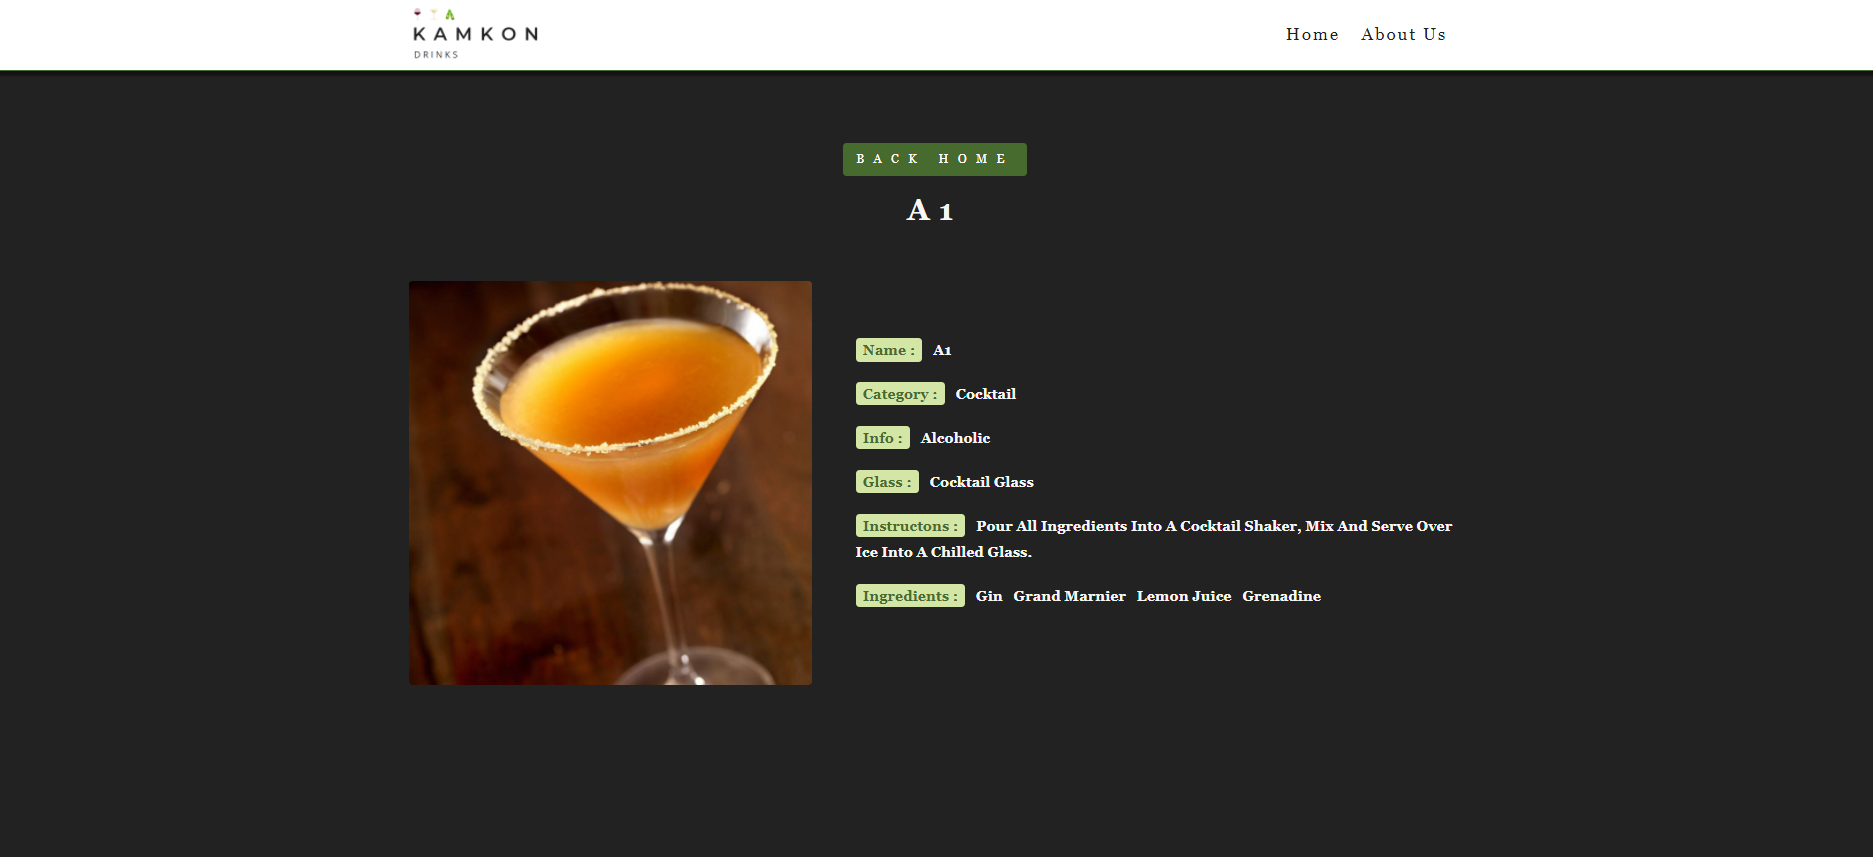 KAMKON
DRINKS
Home About Us
BACK HOME
A 1
Name : A1
Category : Cocktail
Info : Alcoholic
Glass : Cocktail Glass
Instructons : Pour All Ingredients Into A Cocktail Shaker, Mix And Serve Over
Ice Into A Chilled Glass.
Ingredients : Gin Grand Marnier Lemon Juice Grenadine